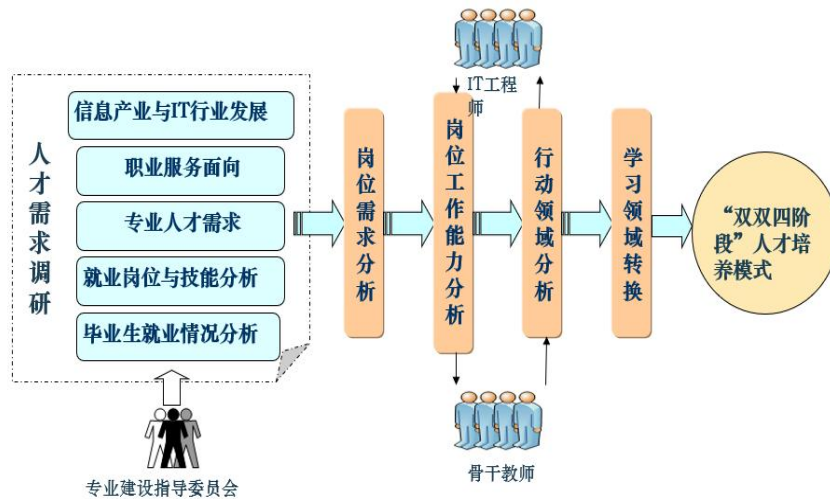 IT工程
师
人才需求调研
信息产业与IT行业发展
职业服务面向
专业人才需求
就业岗位与技能分析
毕业生就业情况分析
专业建设指导委员会
岗位需求分析
岗位工作能力分析
行动领域分析
学习领域转换
“双双四阶
段”人才培
养模式
骨干教师